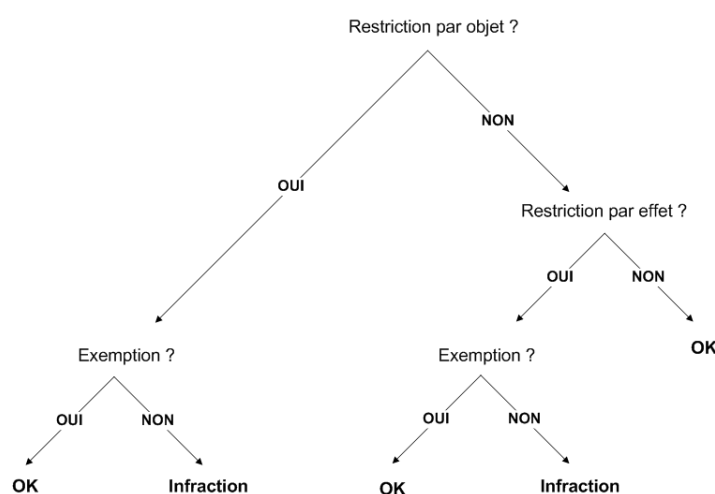 Restriction par objet ?
NON
OUI
Restriction par effet ?
OUI
NON
Exemption ?
Exemption ?
OK
OUI
NON
OUI
NON
OK
Infraction
OK
Infraction